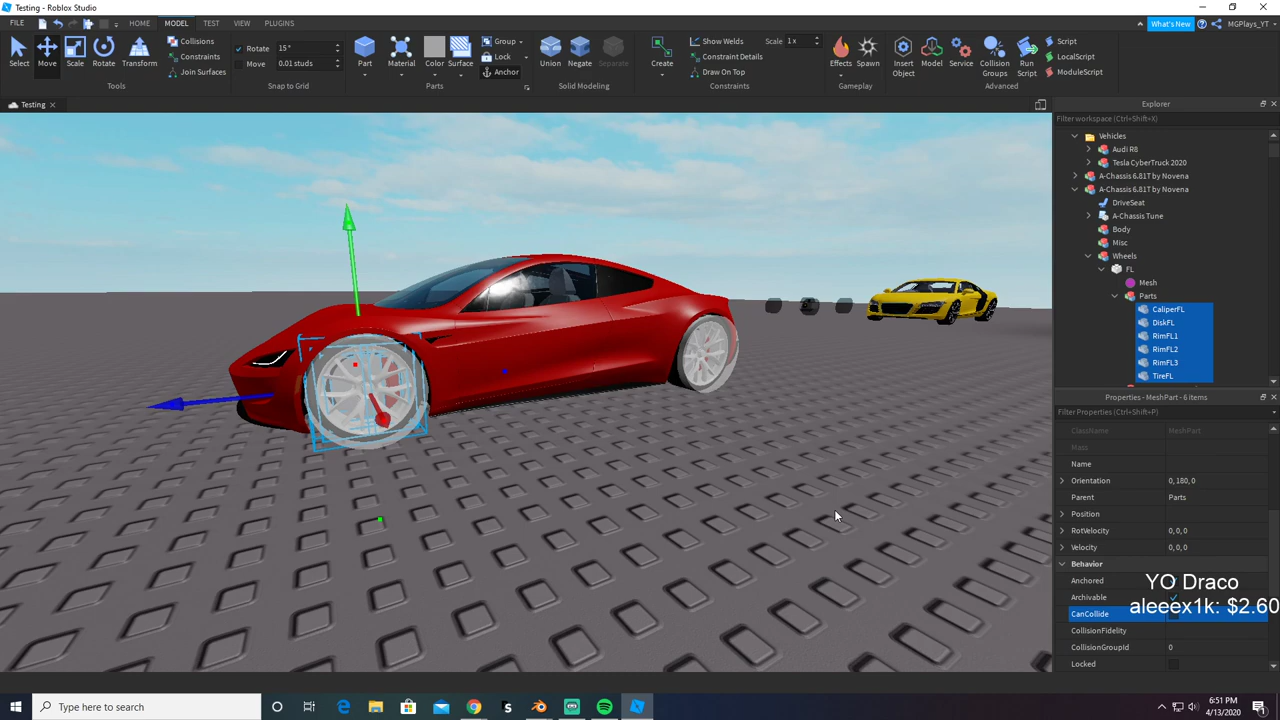 Testing - Roblox Studio
FILE HOME MODEL TEST VIEW PLUGINS What's New MGPlays_YT
Select Move Scale Rotate Transform
Collisions
Constraints
Join Surfaces
Tools
Rotate 15°
Move 0.01 studs
Snap to Grid
Part Material Color Surface
Group
Lock
Anchor
Parts
Union Negate Separate
Solid Modeling
Create
Show Welds Scale 1 x
Constraint Details
Draw On Top
Constraints
Effects Spawn
Gameplay
Insert Object
Model Service
Collision Groups
Run Script
Script
LocalScript
ModuleScript
Advanced
Testing
Explorer
Filter workspace (Ctrl+Shift+X)
Vehicles
Audi R8
Tesla CyberTruck 2020
A-Chassis 6.81T by Novena
A-Chassis 6.81T by Novena
DriveSeat
A-Chassis Tune
Body
Misc
Wheels
FL
Mesh
Parts
CaliperFL
DiskFL
RimFL1
RimFL2
RimFL3
TireFL
Properties - MeshPart - 6 items
Filter Properties (Ctrl+Shift+P)
ClassName MeshPart
Mass
Name
Orientation 0, 180, 0
Parent Parts
Position
RotVelocity 0, 0, 0
Velocity 0, 0, 0
Behavior
Anchored
Archivable
CanCollide
CollisionFidelity
CollisionGroupId 0
Locked
YO Draco
aleeex1k: $2.60
Type here to search
6:51 PM
4/13/2020